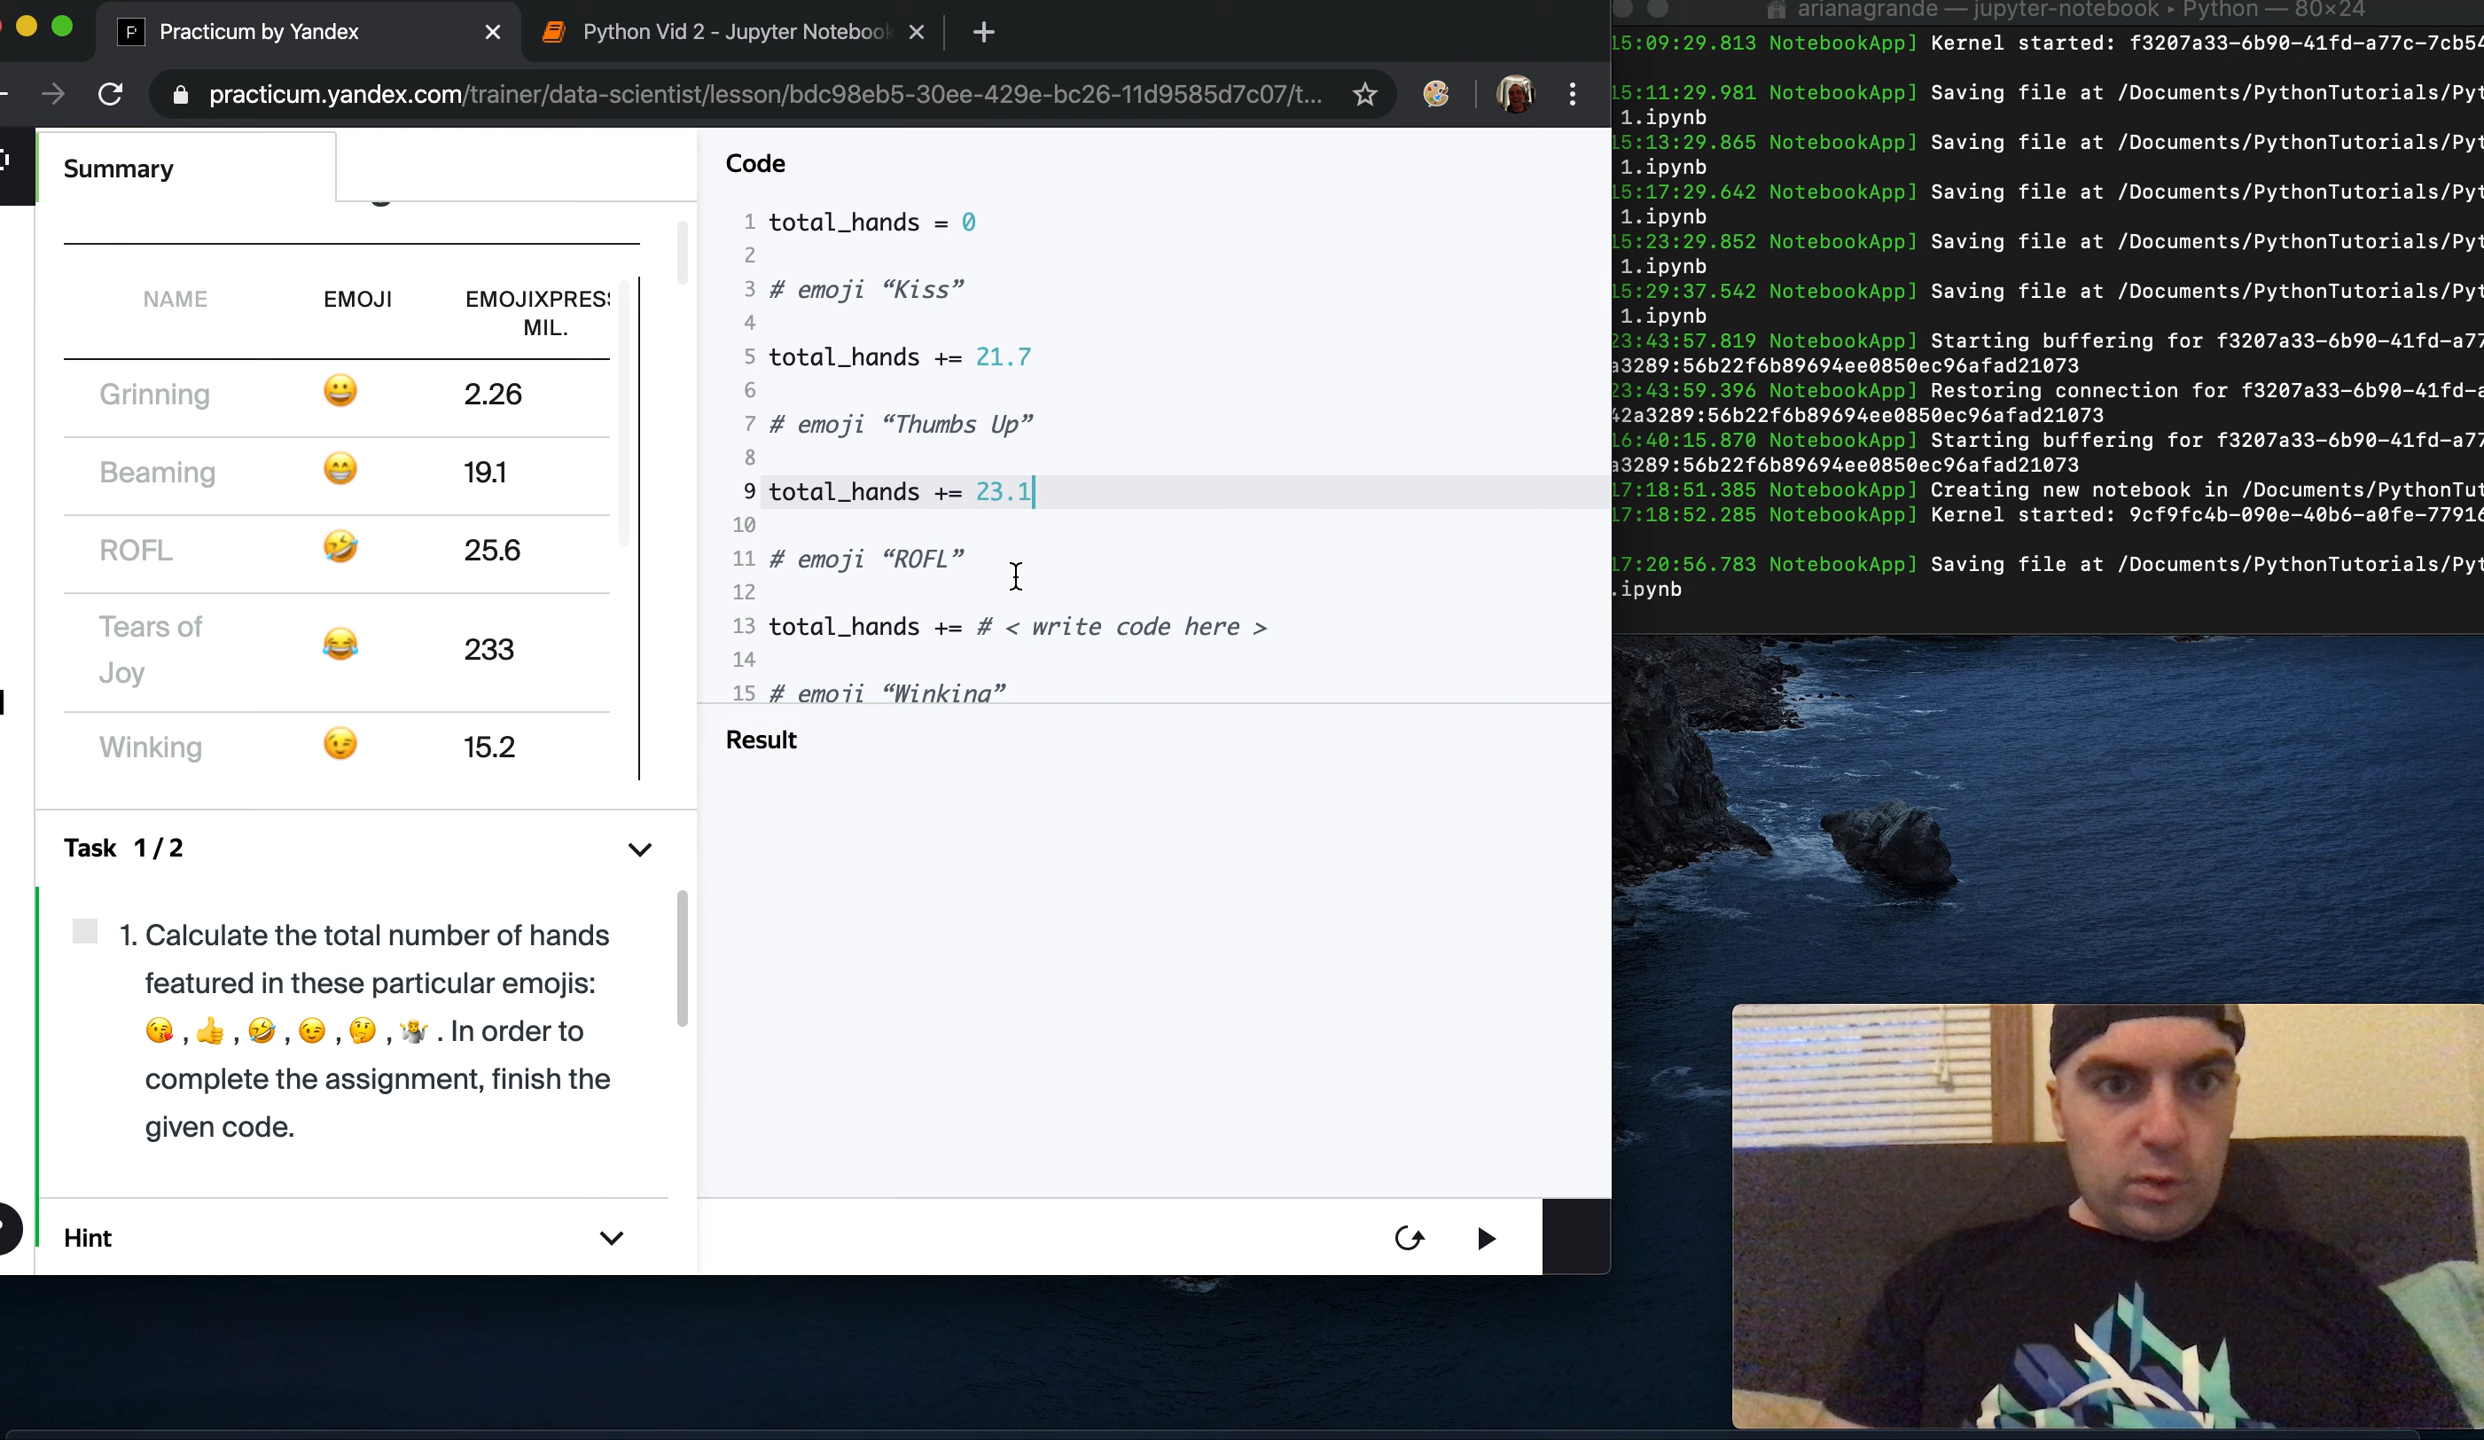 Practicum by Yandex
Python Vid 2 - Jupyter Notebook
practicum.yandex.com/trainer/data-scientist/lesson/bdc98eb5-30ee-429e-bc26-11d9585d7c07/t...
Summary
NAME EMOJI EMOJIXPRESS
MIL.
Grinning 😀 2.26
Beaming 😁 19.1
ROFL 🤣 25.6
Tears of
Joy 😂 233
Winking 😉 15.2
Task 1 / 2
1. Calculate the total number of hands
featured in these particular emojis:
😘 , 👍 , 🤣 , 😉 , 🤔 , 🤷 . In order to
complete the assignment, finish the
given code.
Hint
Code
1 total_hands = 0
2
3 # emoji “Kiss”
4
5 total_hands += 21.7
6
7 # emoji “Thumbs Up”
8
9 total_hands += 23.1
10
11 # emoji “ROFL”
12
13 total_hands += # < write code here >
14
15 # emoji “Winking”
Result
arianagrande — jupyter-notebook ▸ Python — 80×24
15:09:29.813 NotebookApp] Kernel started: f3207a33-6b90-41fd-a77c-7cb54
15:11:29.981 NotebookApp] Saving file at /Documents/PythonTutorials/Pyt
1.ipynb
15:13:29.865 NotebookApp] Saving file at /Documents/PythonTutorials/Pyt
1.ipynb
15:17:29.642 NotebookApp] Saving file at /Documents/PythonTutorials/Pyt
1.ipynb
15:23:29.852 NotebookApp] Saving file at /Documents/PythonTutorials/Pyt
1.ipynb
15:29:37.542 NotebookApp] Saving file at /Documents/PythonTutorials/Pyt
1.ipynb
23:43:57.819 NotebookApp] Starting buffering for f3207a33-6b90-41fd-a77
a3289:56b22f6b89694ee0850ec96afad21073
23:43:59.396 NotebookApp] Restoring connection for f3207a33-6b90-41fd-a
42a3289:56b22f6b89694ee0850ec96afad21073
16:40:15.870 NotebookApp] Starting buffering for f3207a33-6b90-41fd-a77
a3289:56b22f6b89694ee0850ec96afad21073
17:18:51.385 NotebookApp] Creating new notebook in /Documents/PythonTut
17:18:52.285 NotebookApp] Kernel started: 9cf9fc4b-090e-40b6-a0fe-77916
17:20:56.783 NotebookApp] Saving file at /Documents/PythonTutorials/Pyt
.ipynb